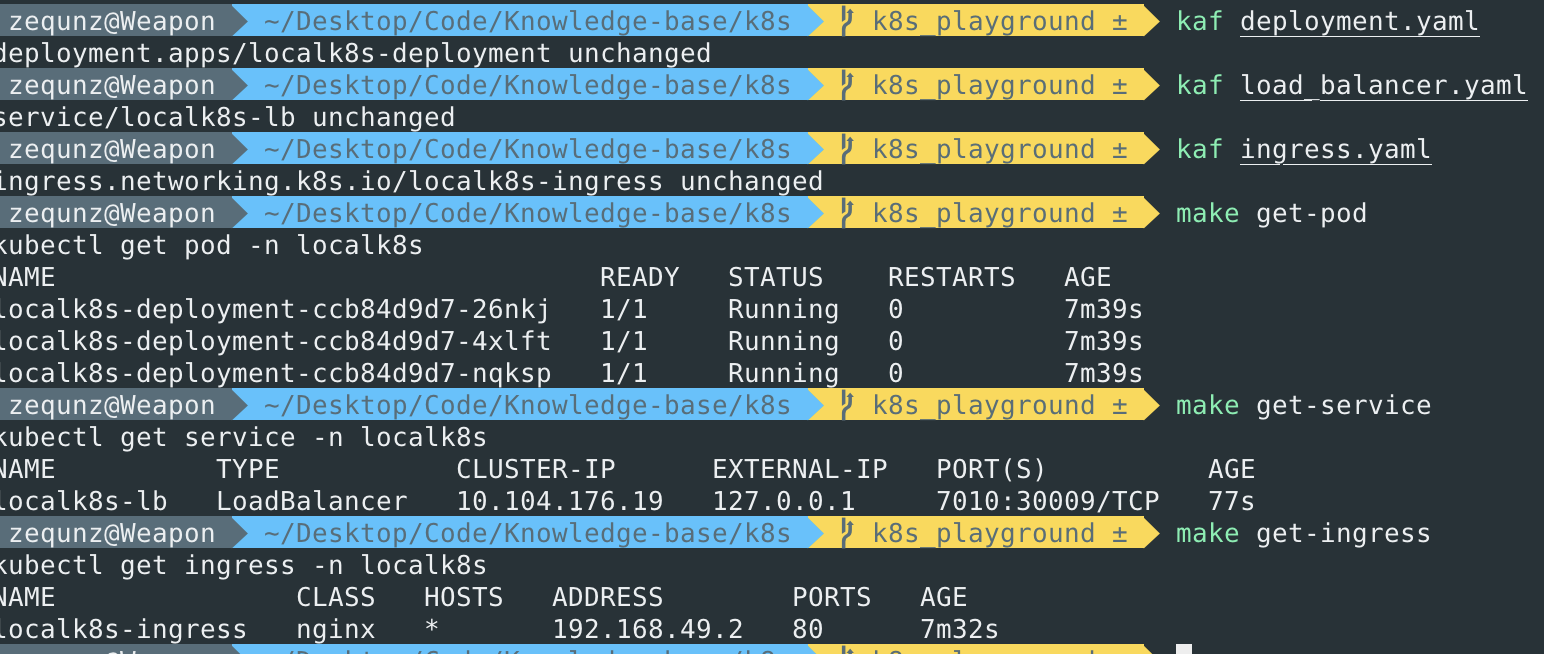 zequnz@Weapon ~/Desktop/Code/Knowledge-base/k8s k8s_playground ± kaf deployment.yaml
deployment.apps/localk8s-deployment unchanged
zequnz@Weapon ~/Desktop/Code/Knowledge-base/k8s k8s_playground ± kaf load_balancer.yaml
service/localk8s-lb unchanged
zequnz@Weapon ~/Desktop/Code/Knowledge-base/k8s k8s_playground ± kaf ingress.yaml
ingress.networking.k8s.io/localk8s-ingress unchanged
zequnz@Weapon ~/Desktop/Code/Knowledge-base/k8s k8s_playground ± make get-pod
kubectl get pod -n localk8s
NAME READY STATUS RESTARTS AGE
localk8s-deployment-ccb84d9d7-26nkj 1/1 Running 0 7m39s
localk8s-deployment-ccb84d9d7-4xlft 1/1 Running 0 7m39s
localk8s-deployment-ccb84d9d7-nqksp 1/1 Running 0 7m39s
zequnz@Weapon ~/Desktop/Code/Knowledge-base/k8s k8s_playground ± make get-service
kubectl get service -n localk8s
NAME TYPE CLUSTER-IP EXTERNAL-IP PORT(S) AGE
localk8s-lb LoadBalancer 10.104.176.19 127.0.0.1 7010:30009/TCP 77s
zequnz@Weapon ~/Desktop/Code/Knowledge-base/k8s k8s_playground ± make get-ingress
kubectl get ingress -n localk8s
NAME CLASS HOSTS ADDRESS PORTS AGE
localk8s-ingress nginx * 192.168.49.2 80 7m32s